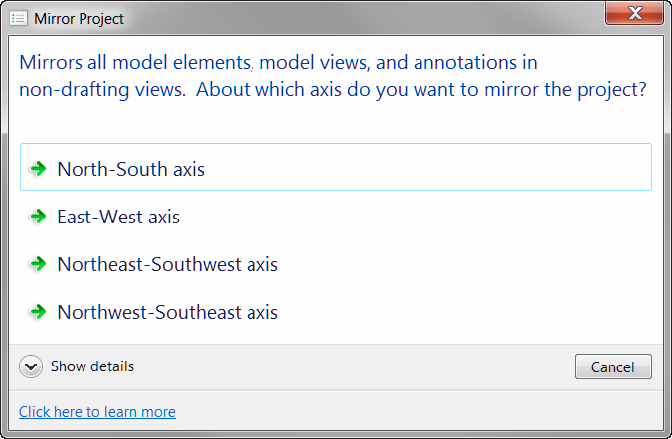 Mirror Project
Mirrors all model elements, model views, and annotations in
non-drafting views.  About which axis do you want to mirror the project?
North-South axis
East-West axis
Northeast-Southwest axis
Northwest-Southeast axis
Show details
Cancel
Click here to learn more